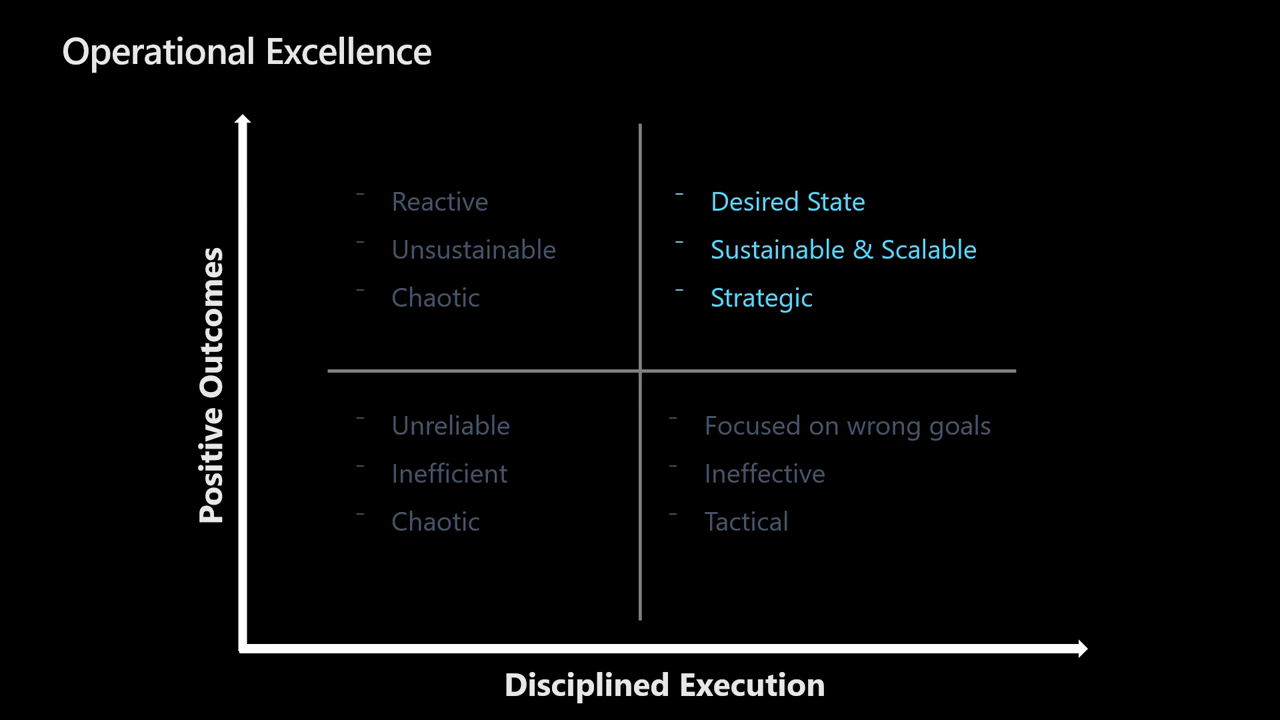 Operational Excellence
Positive Outcomes
- Reactive
- Unsustainable
- Chaotic
- Desired State
- Sustainable & Scalable
- Strategic
- Unreliable
- Inefficient
- Chaotic
- Focused on wrong goals
- Ineffective
- Tactical
Disciplined Execution